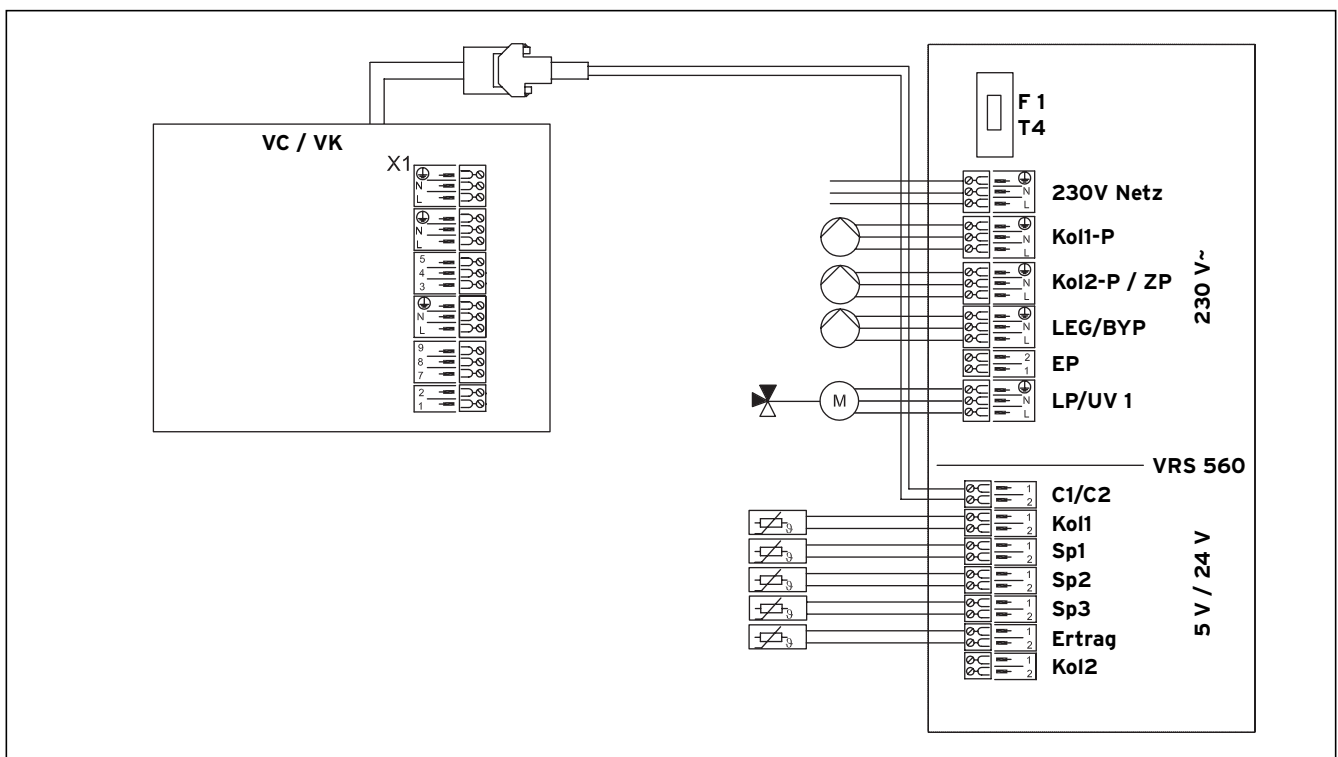 VC / VK
X1
N
L
N
L
5
4
3
N
L
9
8
7
2
1
F 1
T4
230V Netz
N
L
Kol1-P
N
L
Kol2-P / ZP
N
L
LEG/BYP
N
L
EP
2
1
LP/UV 1
N
L
M
230 V~
VRS 560
C1/C2
1
2
Kol1
1
2
ϑ
Sp1
1
2
ϑ
Sp2
1
2
ϑ
Sp3
1
2
ϑ
Ertrag
1
2
ϑ
Kol2
1
2
5 V / 24 V